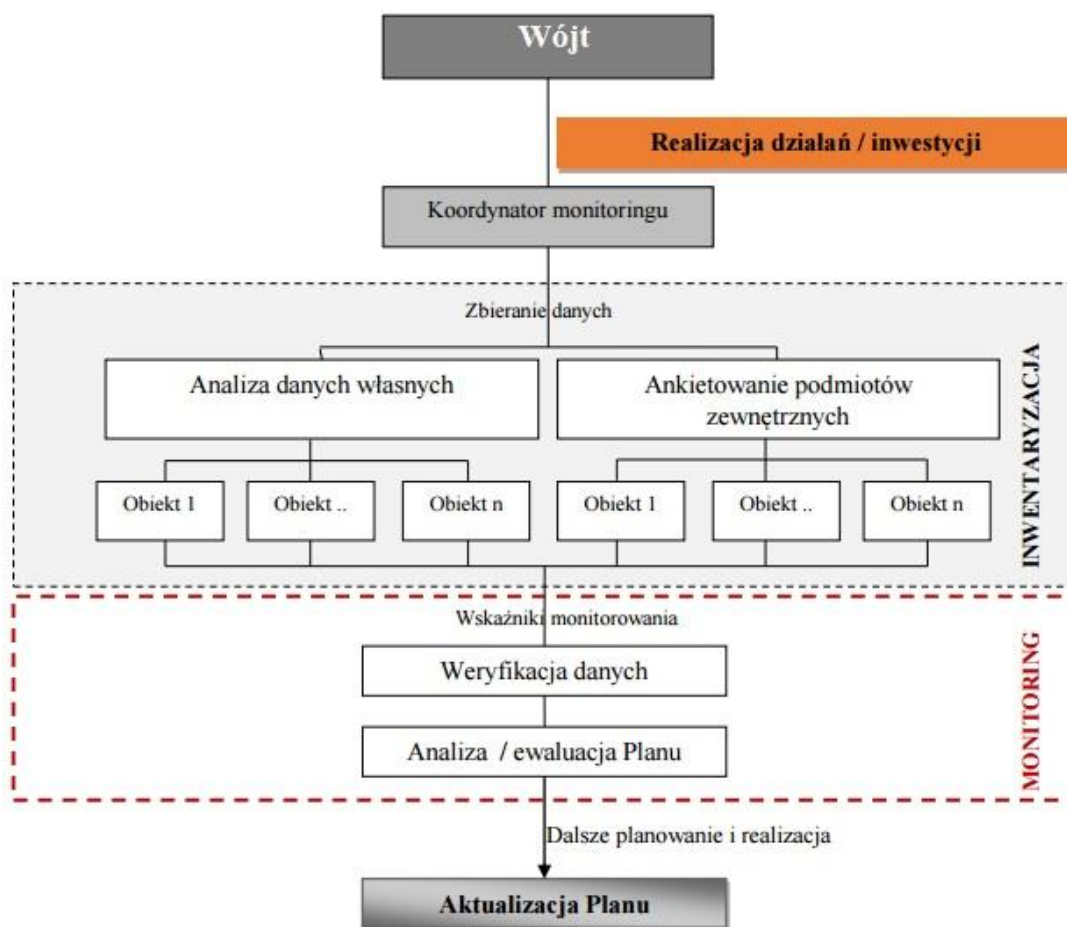 Wójt
Realizacja działań / inwestycji
Koordynator monitoringu
Zbieranie danych
Analiza danych własnych
Ankietowanie podmiotów
zewnętrznych
Obiekt 1
Obiekt ..
Obiekt n
Obiekt 1
Obiekt ..
Obiekt n
INWENTARYZACJA
Wskaźniki monitorowania
Weryfikacja danych
Analiza / ewaluacja Planu
MONITORING
Dalsze planowanie i realizacja
Aktualizacja Planu